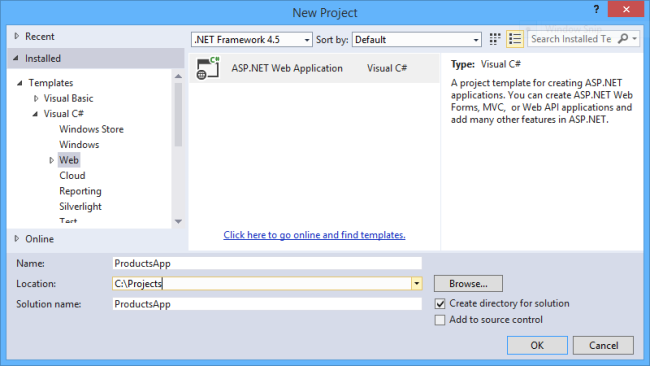 New Project
Recent
Installed
Templates
Visual Basic
Visual C#
Windows Store
Windows
Web
Cloud
Reporting
Silverlight
Test
Online
.NET Framework 4.5 Sort by: Default Search Installed Te
C# ASP.NET Web Application Visual C#
Click here to go online and find templates.
Type: Visual C#
A project template for creating ASP.NET
applications. You can create ASP.NET Web
Forms, MVC, or Web API applications and
add many other features in ASP.NET.
Name: ProductsApp
Location: C:\Projects Browse...
Solution name: ProductsApp
Create directory for solution
Add to source control
OK Cancel